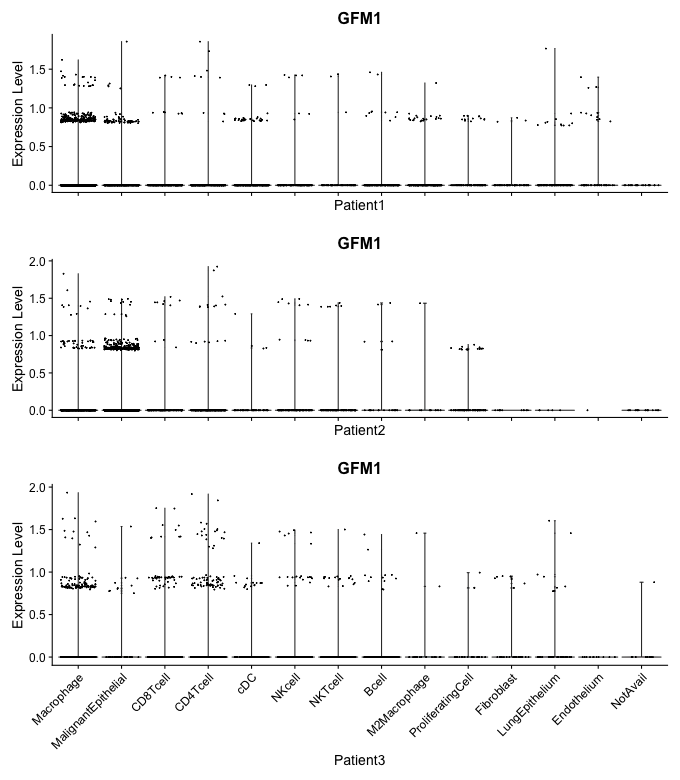 GFM1
Expression Level
1.5
1.0
0.5
0.0
Patient1
GFM1
Expression Level
2.0
1.5
1.0
0.5
0.0
Patient2
GFM1
Expression Level
2.0
1.5
1.0
0.5
0.0
Macrophage
MalignantEpithelial
CD8Tcell
CD4Tcell
cDC
NKcell
NKTcell
Bcell
M2Macrophage
ProliferatingCell
Fibroblast
LungEpithelium
Endothelium
NotAvail
Patient3